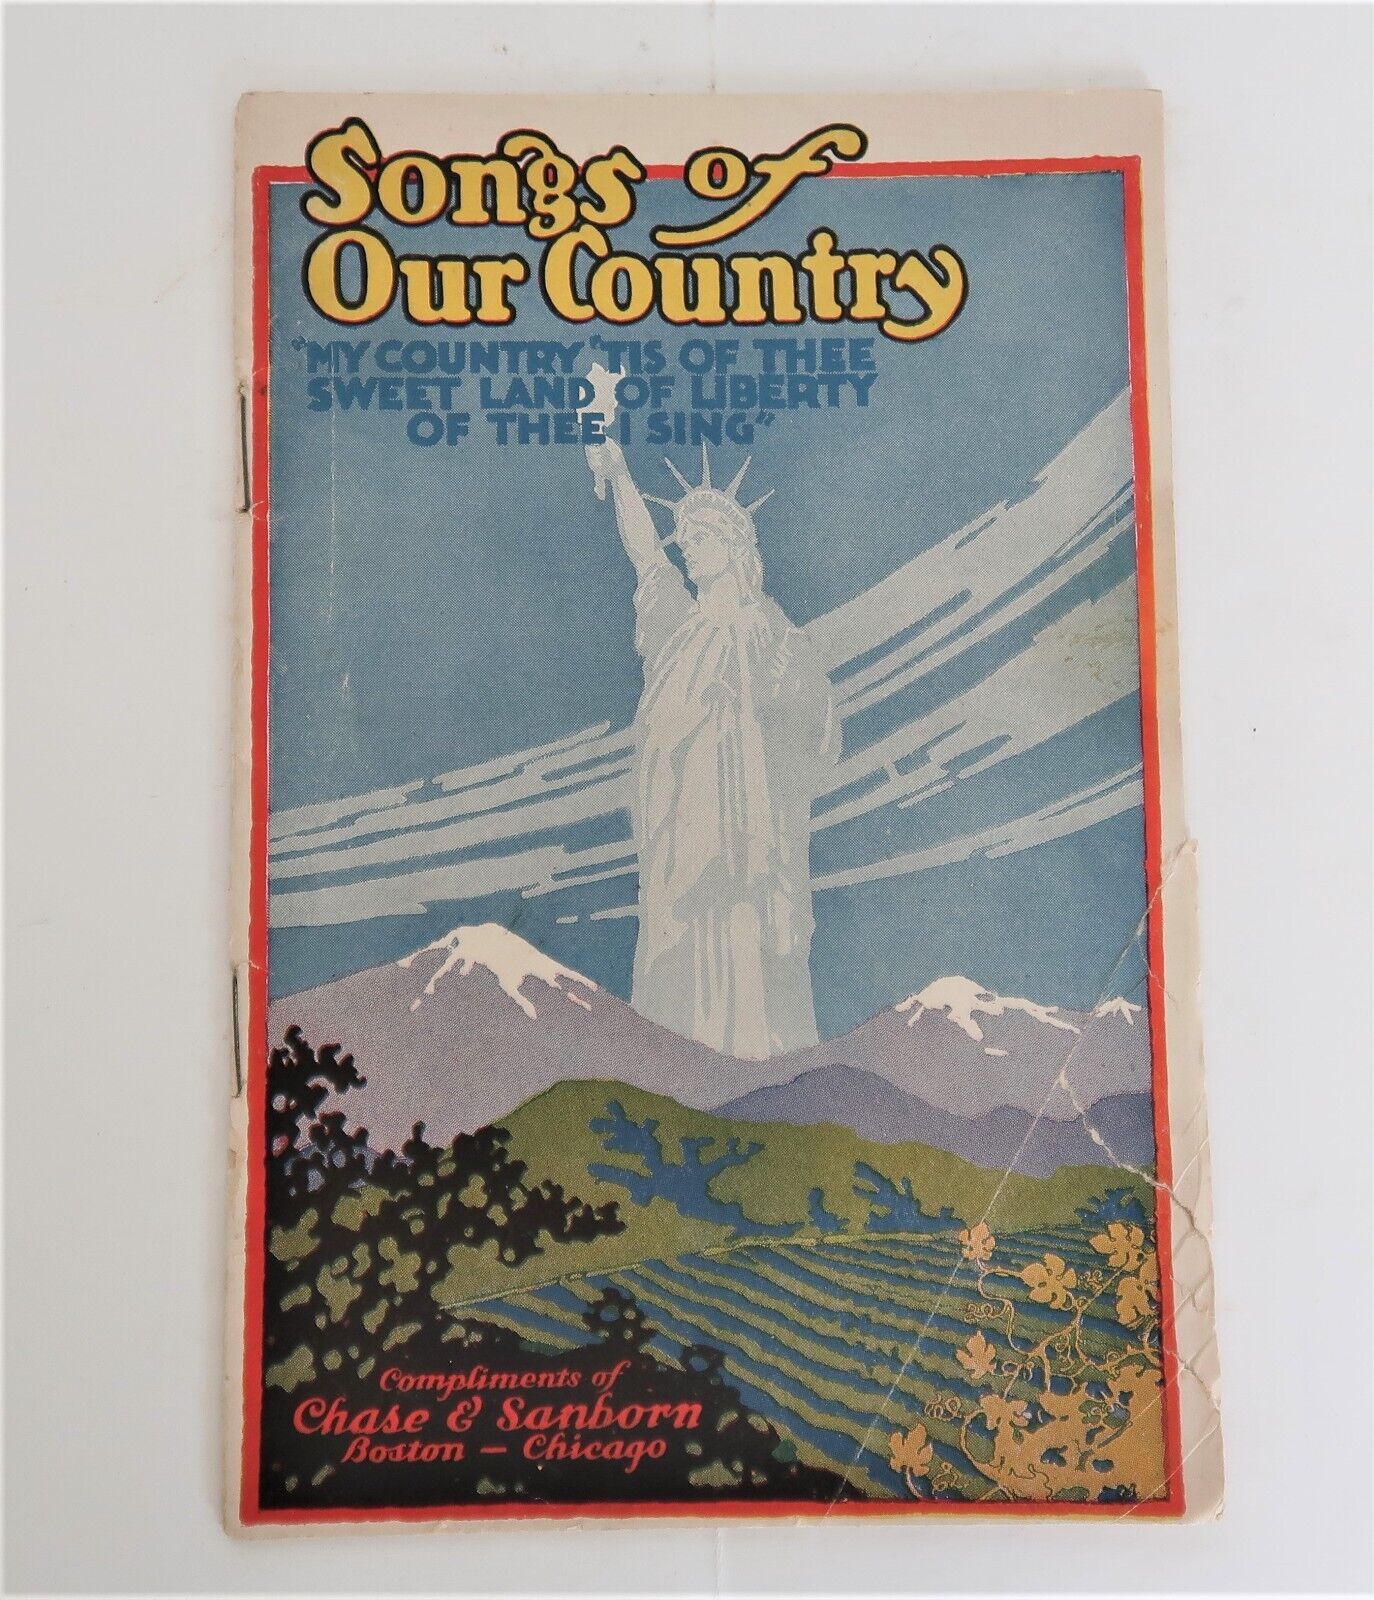 Songs of
Our Country
"MY COUNTRY 'TIS OF THEE
SWEET LAND OF LIBERTY
OF THEE I SING"
Compliments of
Chase & Sanborn
Boston — Chicago